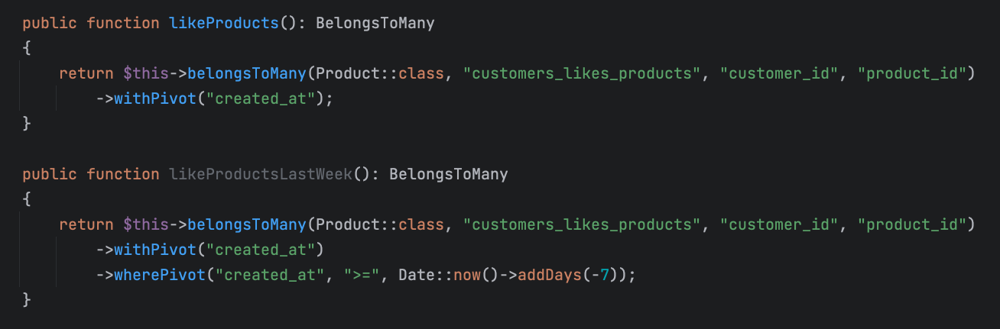 public function likeProducts(): BelongsToMany
{
    return $this->belongsToMany(Product::class, "customers_likes_products", "customer_id", "product_id")
        ->withPivot("created_at");
}

public function likeProductsLastWeek(): BelongsToMany
{
    return $this->belongsToMany(Product::class, "customers_likes_products", "customer_id", "product_id")
        ->withPivot("created_at")
        ->wherePivot("created_at", ">=", Date::now()->addDays(-7));
}